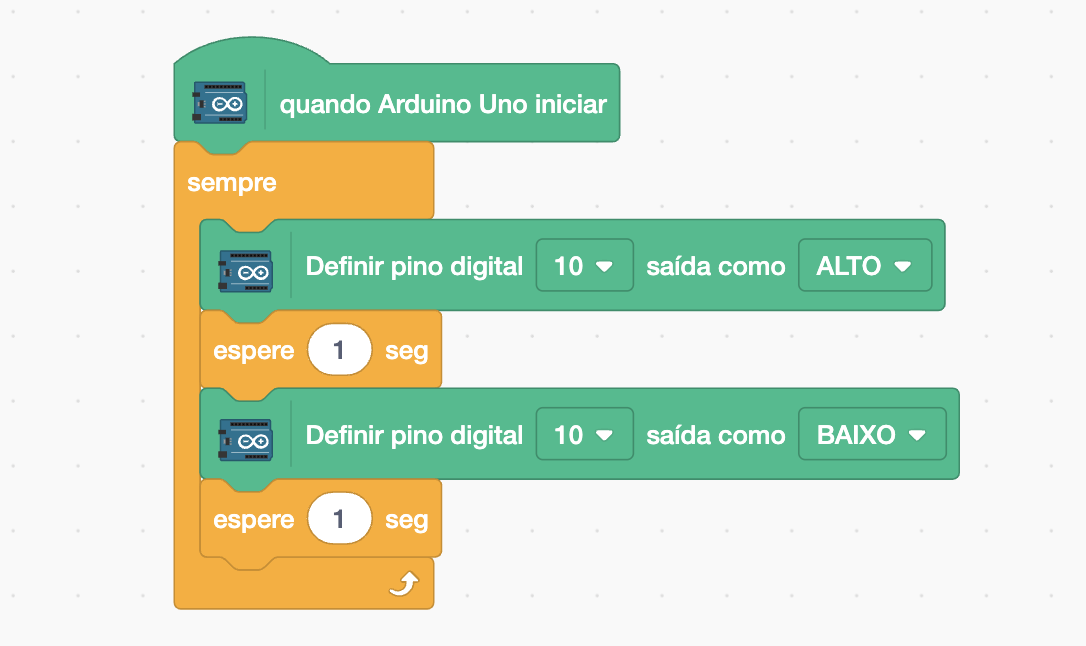 quando Arduino Uno iniciar
sempre
Definir pino digital 10 saída como ALTO
espere 1 seg
Definir pino digital 10 saída como BAIXO
espere 1 seg